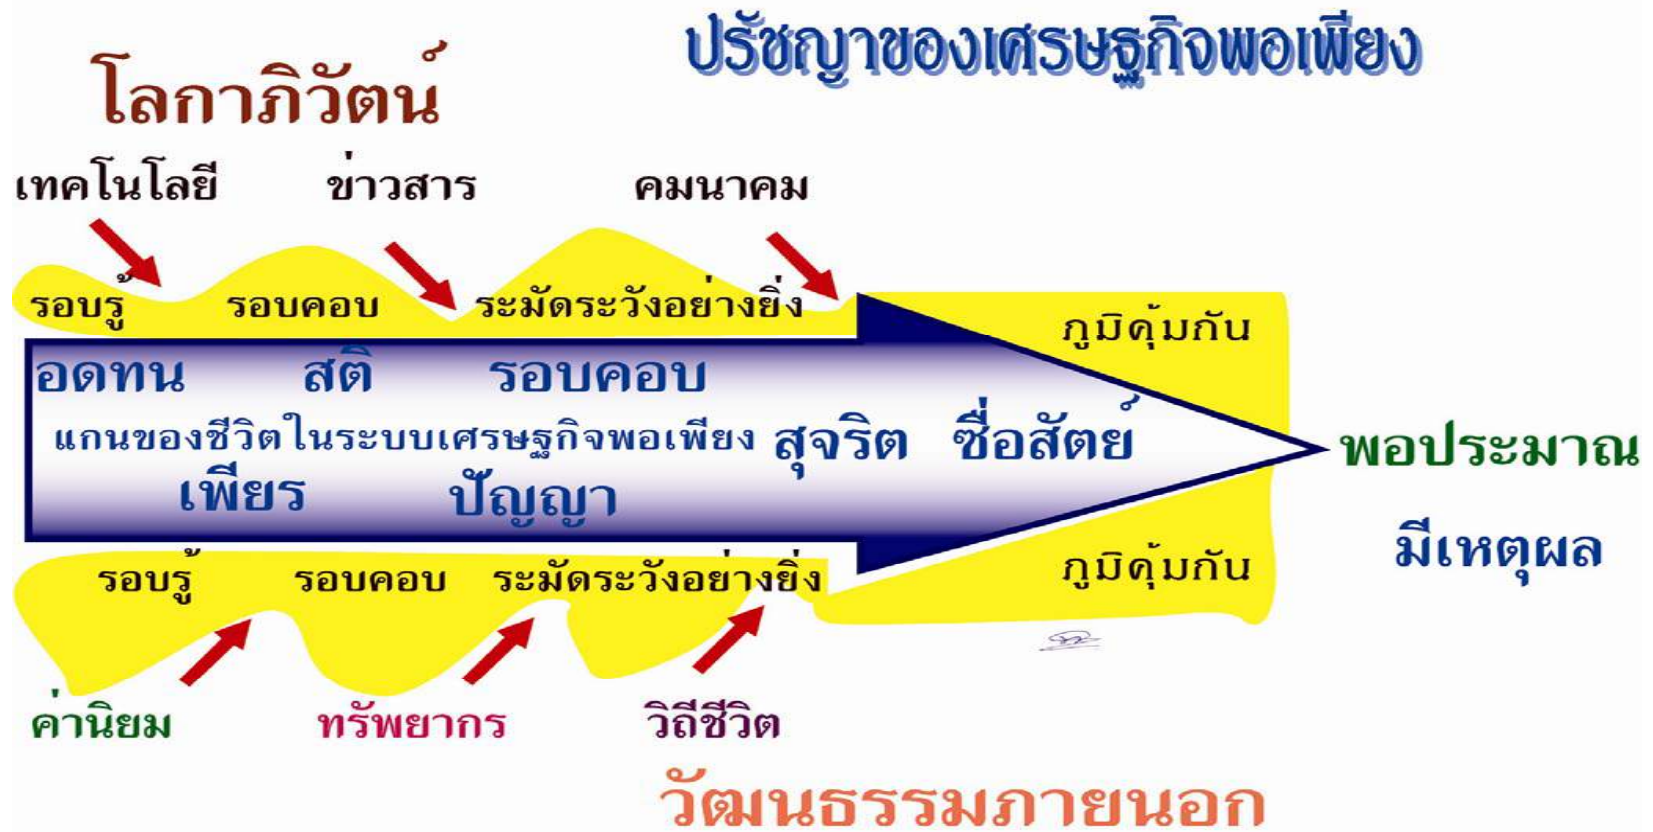 ปรัชญาของเศรษฐกิจพอเพียง
โลกาภิวัตน์
เทคโนโลยี ข่าวสาร คมนาคม
รอบรู้ รอบคอบ ระมัดระวังอย่างยิ่ง ภูมิคุ้มกัน
อดทน สติ รอบคอบ
แกนของชีวิตในระบบเศรษฐกิจพอเพียง สุจริต ซื่อสัตย์ พอประมาณ
เพียร ปัญญา
มีเหตุผล
รอบรู้ รอบคอบ ระมัดระวังอย่างยิ่ง ภูมิคุ้มกัน
ค่านิยม ทรัพยากร วิถีชีวิต
วัฒนธรรมภายนอก